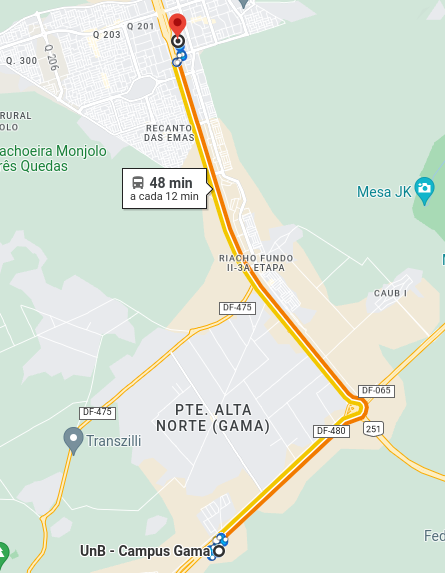 Q 201
Q 203
Q 206
Q. 300
RURAL
OLO
RECANTO
DAS EMAS
achoeira Monjolo
rês Quedas
48 min
a cada 12 min
Mesa JK
M
RIACHO FUNDO
II-3A ETAPA
CAUB I
DF-475
DF-065
DF-475
PTE. ALTA
NORTE (GAMA)
DF-480
251
Transzilli
Fed
UnB - Campus Gama